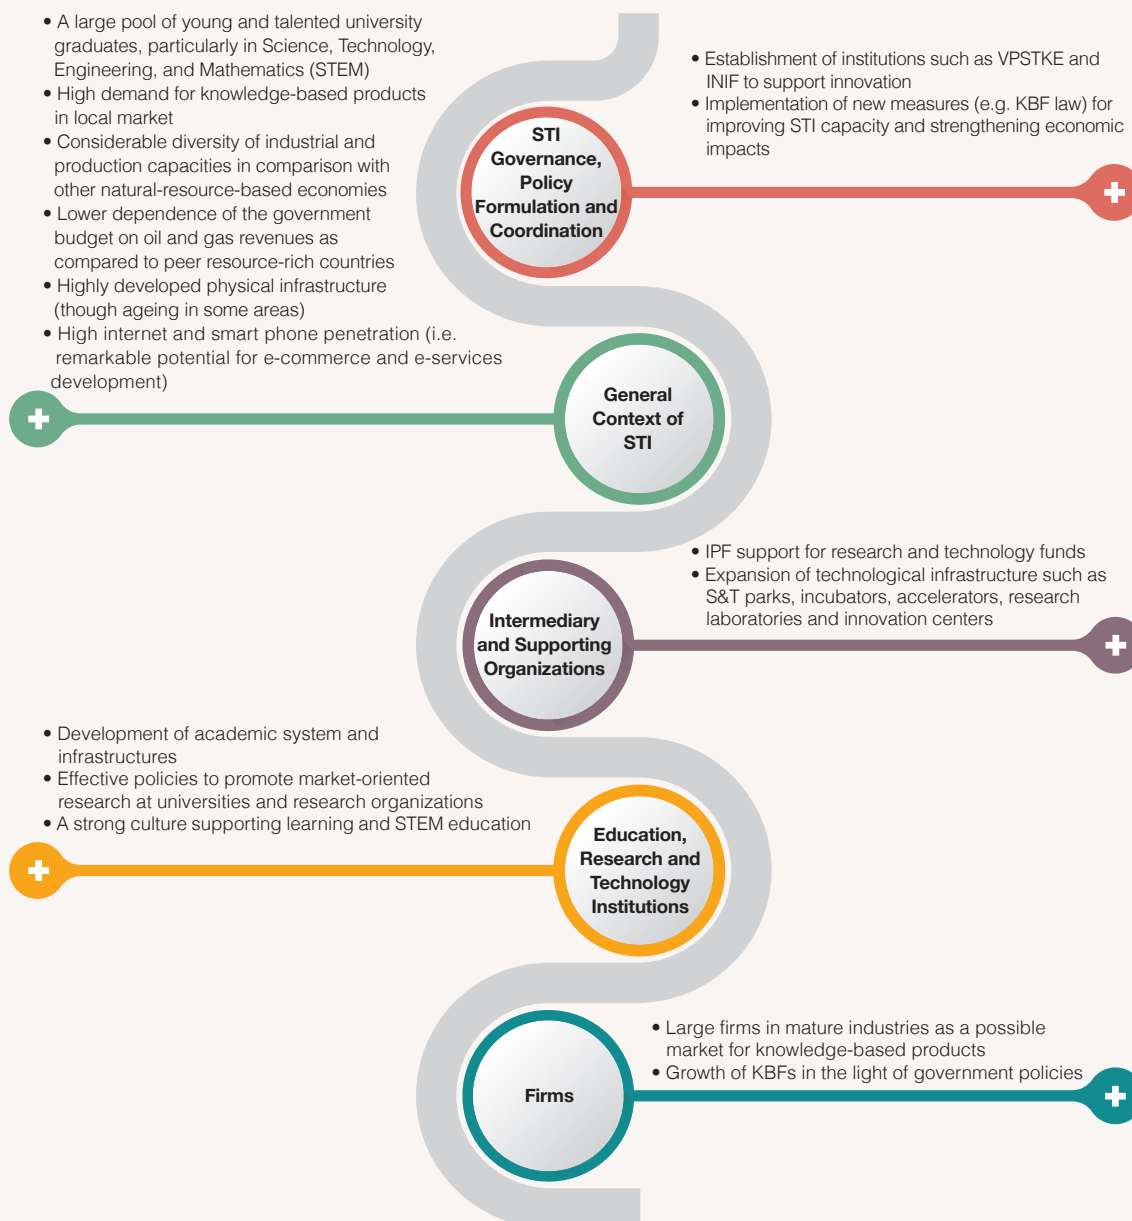 • A large pool of young and talented university
graduates, particularly in Science, Technology,
Engineering, and Mathematics (STEM)
• High demand for knowledge-based products
in local market
• Considerable diversity of industrial and
production capacities in comparison with
other natural-resource-based economies
• Lower dependence of the government
budget on oil and gas revenues as
compared to peer resource-rich countries
• Highly developed physical infrastructure
(though ageing in some areas)
• High internet and smart phone penetration (i.e.
remarkable potential for e-commerce and e-services
development)
STI
Governance,
Policy
Formulation and
Coordination
• Establishment of institutions such as VPSTKE and
INIF to support innovation
• Implementation of new measures (e.g. KBF law) for
improving STI capacity and strengthening economic
impacts
General
Context of
STI
Intermediary
and Supporting
Organizations
• IPF support for research and technology funds
• Expansion of technological infrastructure such as
S&T parks, incubators, accelerators, research
laboratories and innovation centers
• Development of academic system and
infrastructures
• Effective policies to promote market-oriented
research at universities and research organizations
• A strong culture supporting learning and STEM education
Education,
Research and
Technology
Institutions
Firms
• Large firms in mature industries as a possible
market for knowledge-based products
• Growth of KBFs in the light of government policies